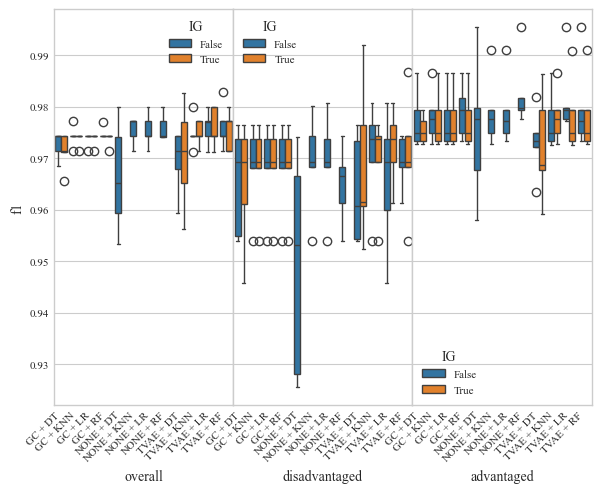 IG
False
True
IG
False
True
IG
False
True
f1
0.99
0.98
0.97
0.96
0.95
0.94
0.93
GC + DT
GC + KNN
GC + LR
GC + RF
NONE + DT
NONE + KNN
NONE + LR
NONE + RF
TVAE + DT
TVAE + KNN
TVAE + LR
TVAE + RF
GC + DT
GC + KNN
GC + LR
GC + RF
NONE + DT
NONE + KNN
NONE + LR
NONE + RF
TVAE + DT
TVAE + KNN
TVAE + LR
TVAE + RF
GC + DT
GC + KNN
GC + LR
GC + RF
NONE + DT
NONE + KNN
NONE + LR
NONE + RF
TVAE + DT
TVAE + KNN
TVAE + LR
TVAE + RF
overall
disadvantaged
advantaged